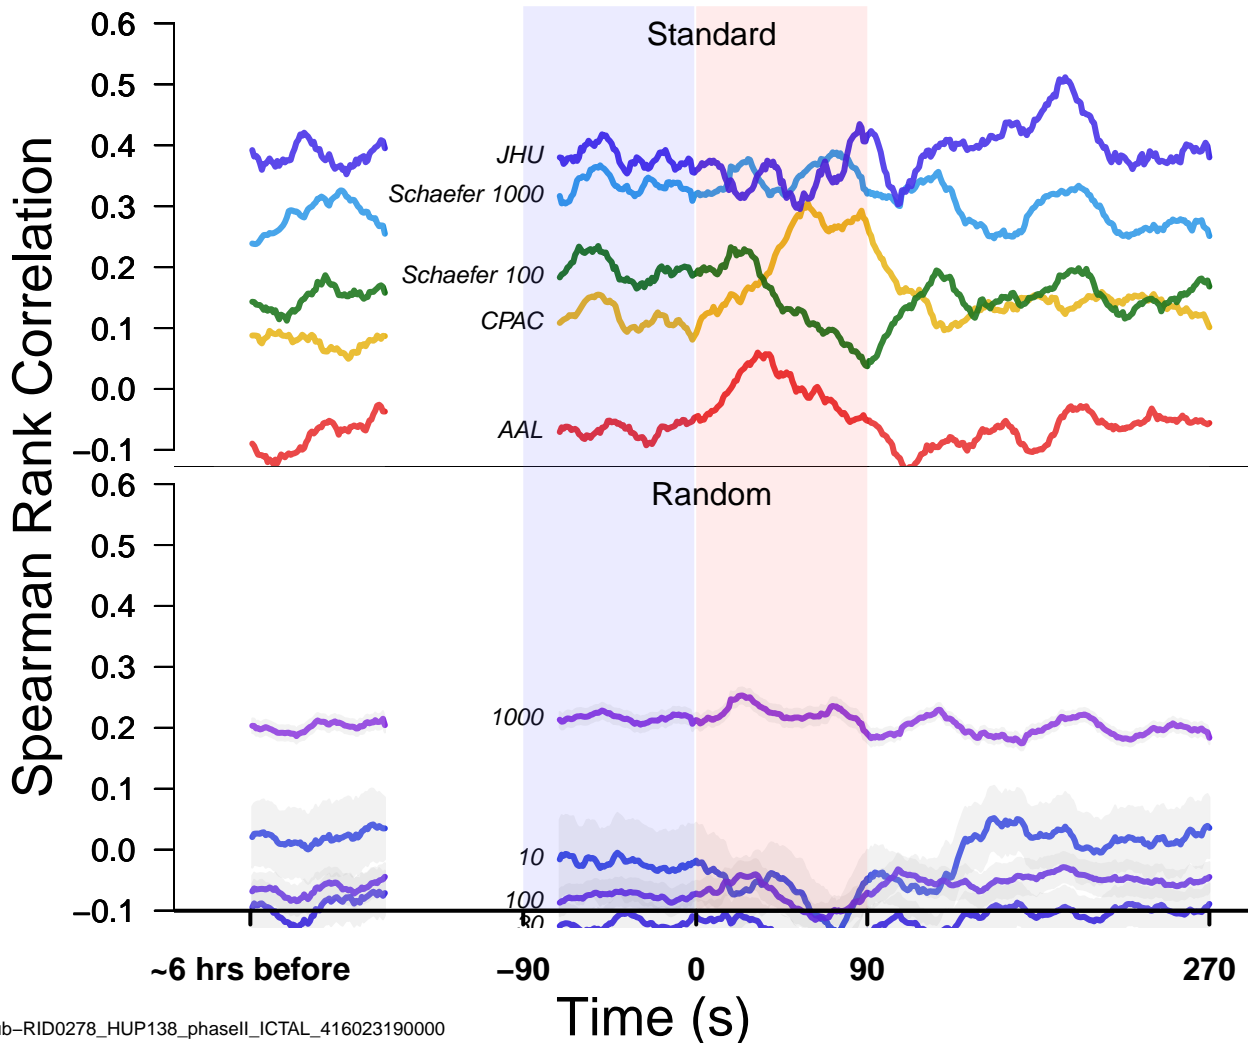 Spearman Rank Correlation
Standard
0.6
0.5
0.4
0.3
0.2
0.1
0.0
−0.1
JHU
Schaefer 1000
Schaefer 100
CPAC
AAL
Random
0.6
0.5
0.4
0.3
0.2
0.1
0.0
−0.1
1000
10
100
30
~6 hrs before
−90
0
90
270
Time (s)
ub−RID0278_HUP138_phaseII_ICTAL_416023190000